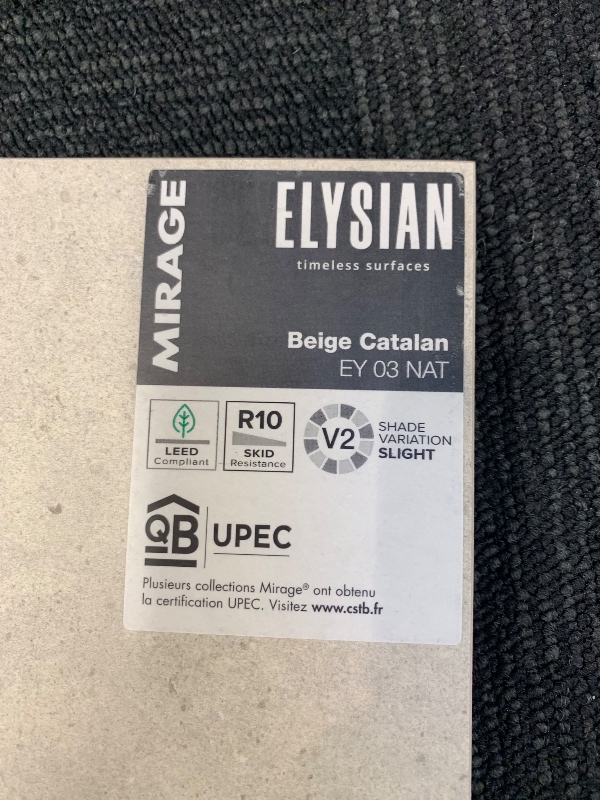 MIRAGE
ELYSIAN
timeless surfaces
Beige Catalan
EY 03 NAT
LEED
Compliant
R10
SKID
Resistance
V2
SHADE
VARIATION
SLIGHT
QB
UPEC
Plusieurs collections Mirage® ont obtenu
la certification UPEC. Visitez www.cstb.fr